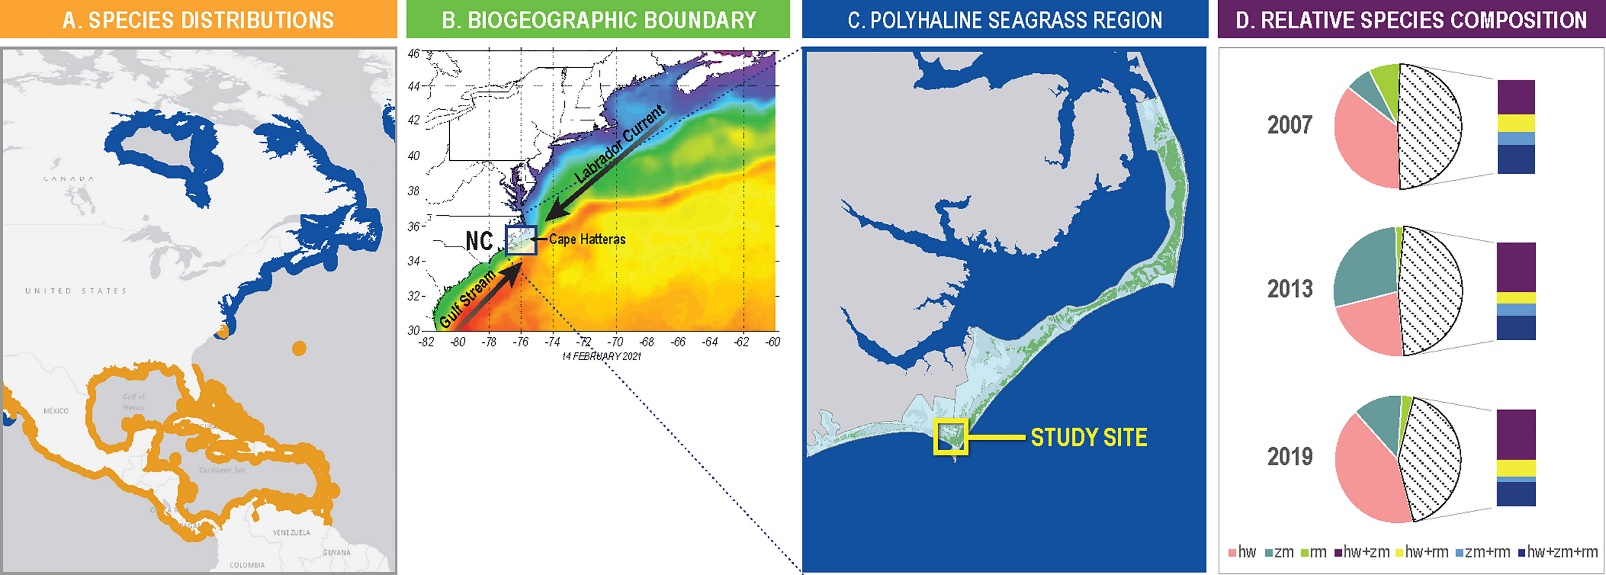 A. SPECIES DISTRIBUTIONS
CANADA
UNITED STATES
MÉXICO
Gulf of
Mexico
Caribbean Sea
VENEZUELA
GUYANA
COLOMBIA
B. BIOGEOGRAPHIC BOUNDARY
46
44
42
40
38
36
34
32
30
Labrador Current
NC
Cape Hatteras
Gulf Stream
-82 -80 -78 -76 -74 -72 -70 -68 -66 -64 -62 -60
14 FEBRUARY 2021
C. POLYHALINE SEAGRASS REGION
STUDY SITE
D. RELATIVE SPECIES COMPOSITION
2007
2013
2019
hw zm rm hw+zm hw+rm zm+rm hw+zm+rm